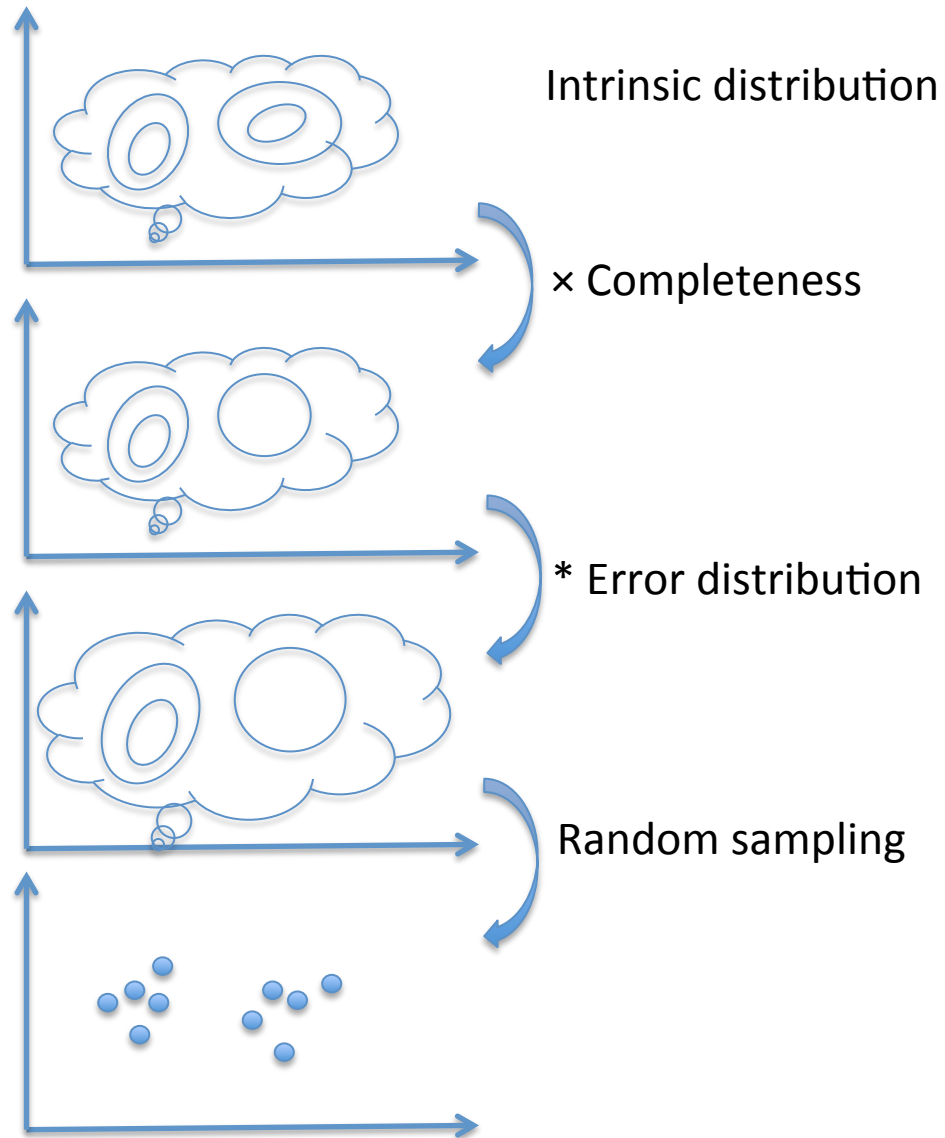 Intrinsic distribution
× Completeness
* Error distribution
Random sampling